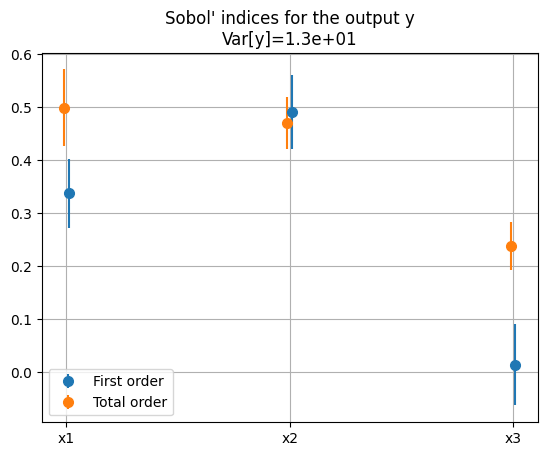 Sobol' indices for the output y
Var[y]=1.3e+01
0.6
0.5
0.4
0.3
0.2
0.1
0.0
First order
Total order
x1 x2 x3